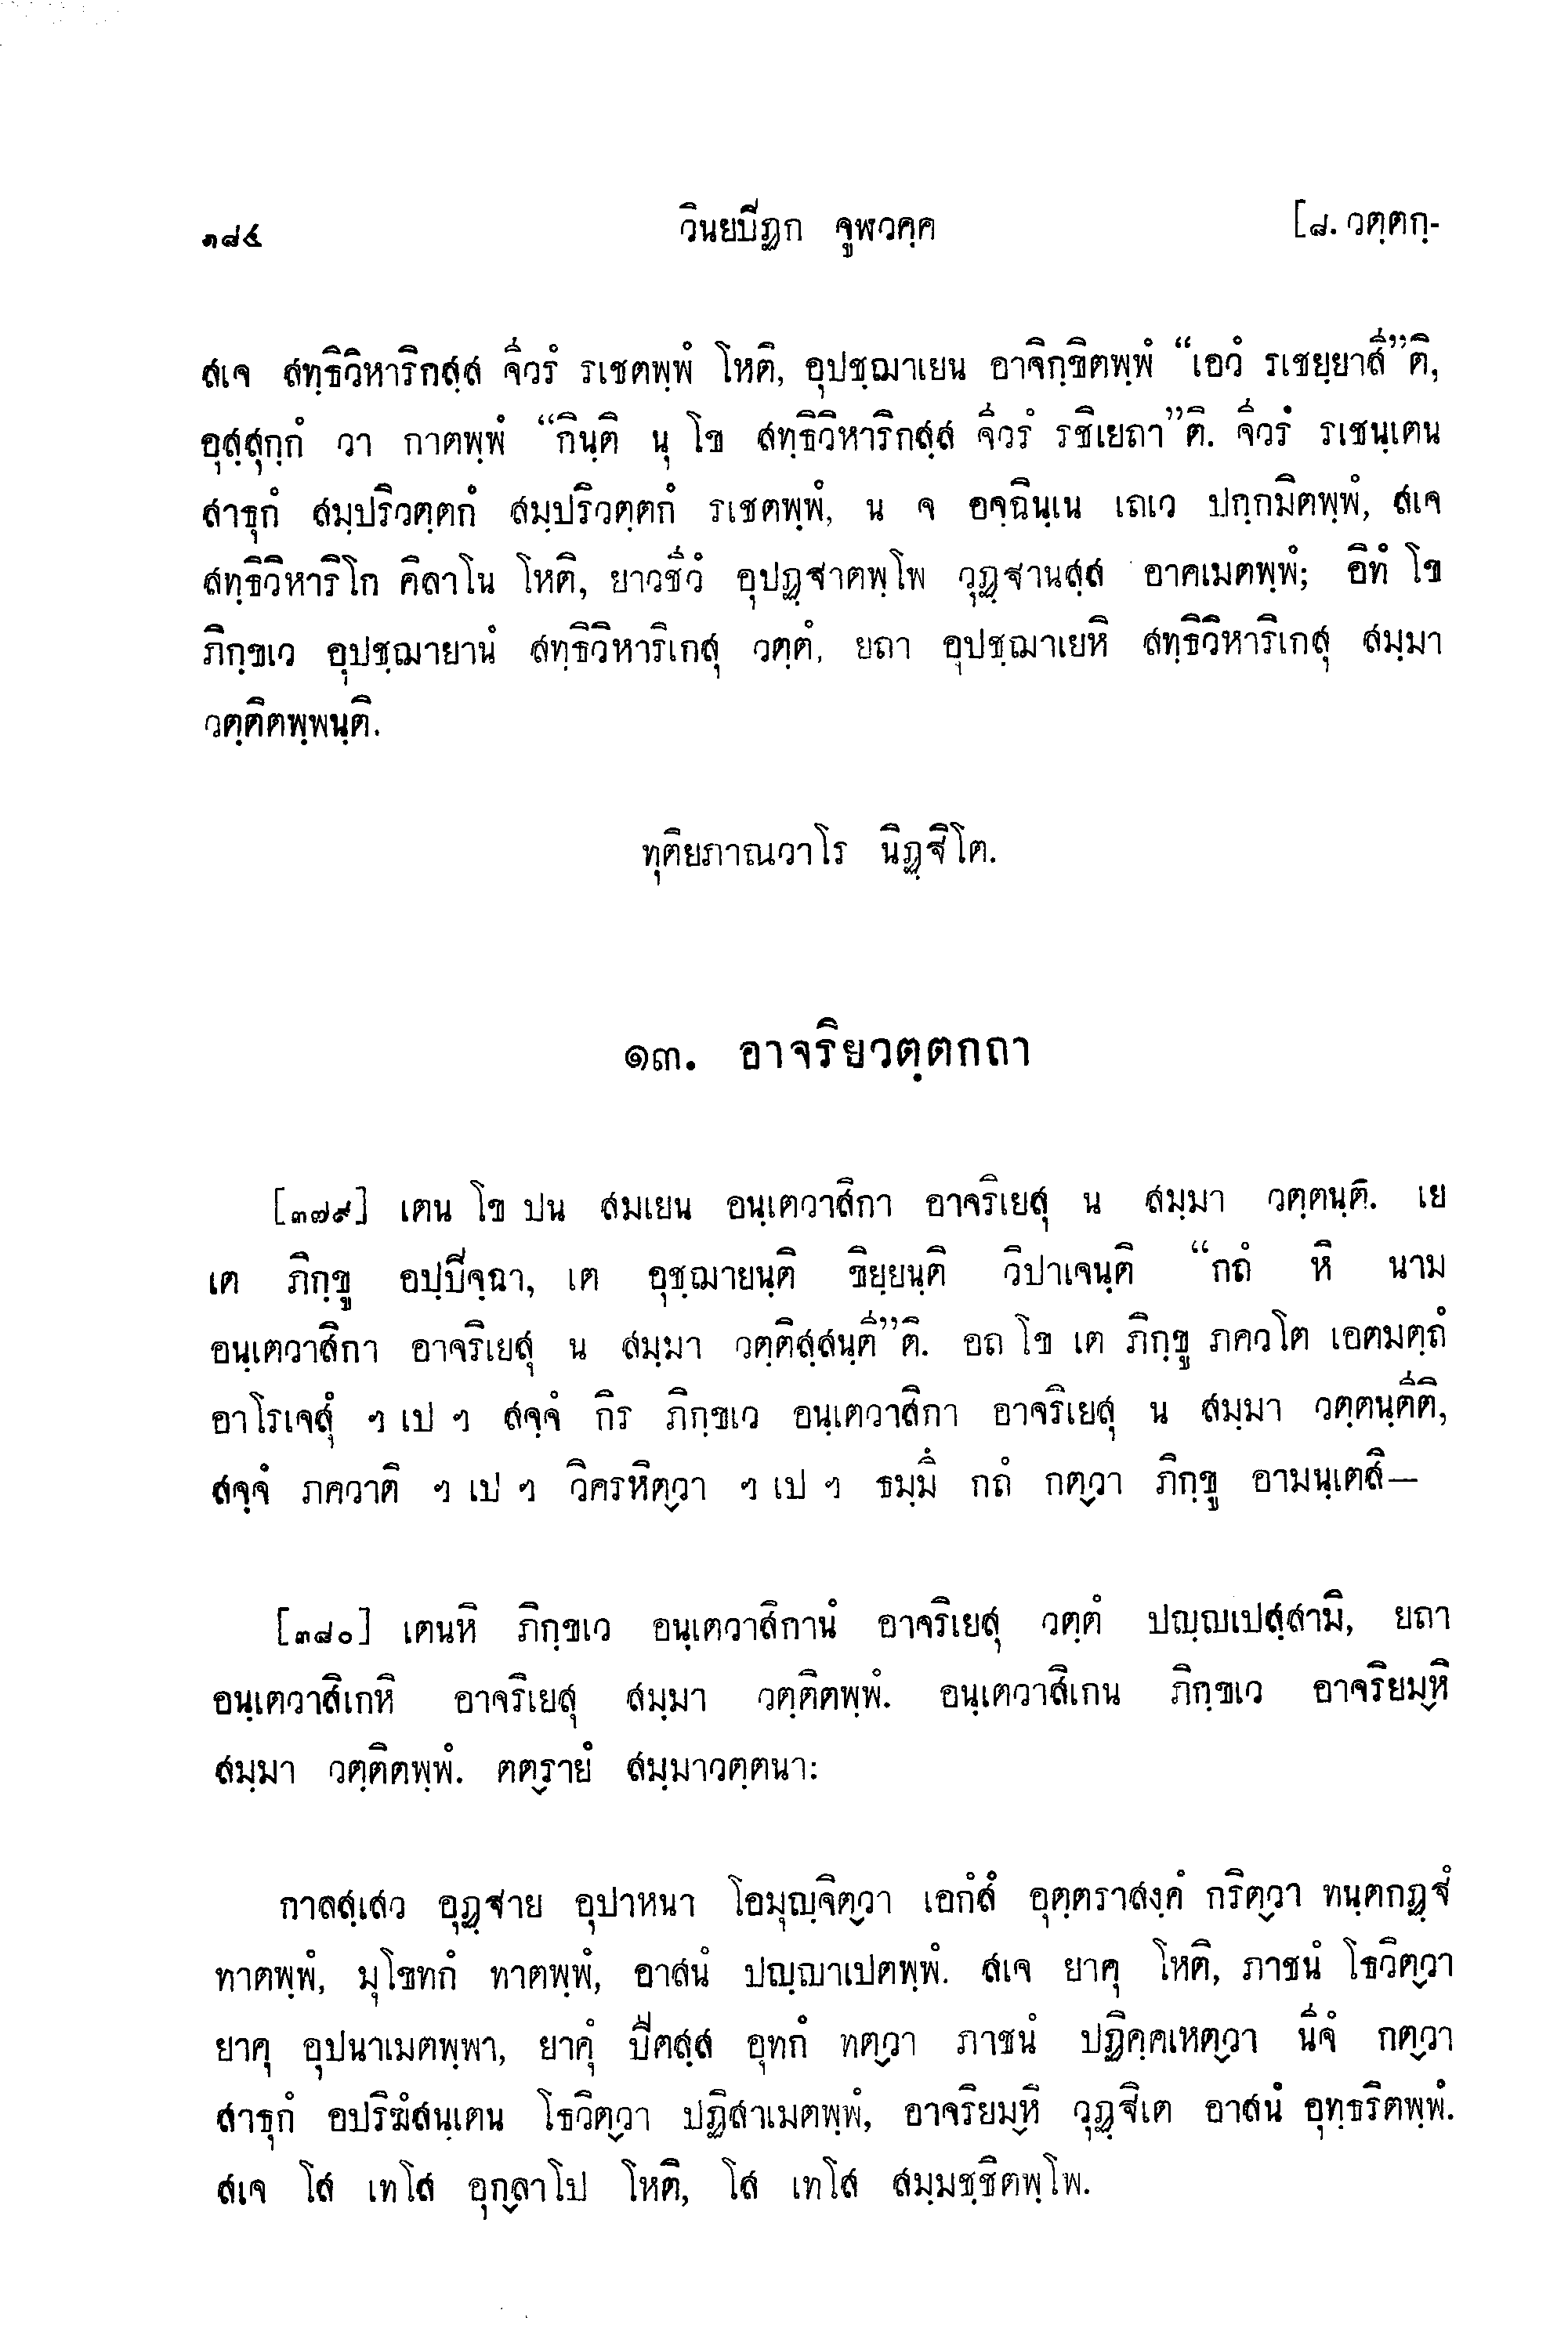 ๑๘๔ วินยปิฏก จูฬวคฺค [๘. วตฺตกฺ-
สเจ สทฺธิวิหาริกสฺส จีวรํ รเชตพฺพํ โหติ, อุปชฺฌาเยน อาจิกฺขิตพฺพํ “เอวํ รเชยฺยาสี”ติ,
อุสฺสุกฺกํ วา กาตพฺพํ “กินฺติ นุ โข สทฺธิวิหาริกสฺส จีวรํ รชิเยถา”ติ. จีวรํ รเชนฺเตน
สาธุกํ สมฺปริวตฺตกํ สมฺปริวตฺตกํ รเชตพฺพํ, น จ อจฺฉินฺเน เถเว ปกฺกมิตพฺพํ, สเจ
สทฺธิวิหาริโก คิลาโน โหติ, ยาวชีวํ อุปฏฺฐาตพฺโพ วุฏฺฐานสฺส อาคเมตพฺพํ; อิทํ โข
ภิกฺขเว อุปชฺฌายานํ สทฺธิวิหาริเกสุ วตฺตํ, ยถา อุปชฺฌาเยหิ สทฺธิวิหาริเกสุ สมฺมา
วตฺติตพฺพนฺติ.
ทุติยภาณวาโร นิฏฺฐิโต.
๑๓. อาจริยวตฺตกถา
[๓๗๙] เตน โข ปน สมเยน อนฺเตวาสิกา อาจริเยสุ น สมฺมา วตฺตนฺติ. เย
เต ภิกฺขู อปฺปิจฺฉา, เต อุชฺฌายนฺติ ขิยฺยนฺติ วิปาเจนฺติ “กถํ หิ นาม
อนฺเตวาสิกา อาจริเยสุ น สมฺมา วตฺติสฺสนฺตี”ติ. อถ โข เต ภิกฺขู ภควโต เอตมตฺถํ
อาโรเจสุํ ฯ เป ฯ สจฺจํ กิร ภิกฺขเว อนฺเตวาสิกา อาจริเยสุ น สมฺมา วตฺตนฺตีติ,
สจฺจํ ภควาติ ฯ เป ฯ วิครหิตฺวา ฯ เป ฯ ธมฺมึ กถํ กตฺวา ภิกฺขู อามนฺเตสิ—
[๓๘๐] เตนหิ ภิกฺขเว อนฺเตวาสิกานํ อาจริเยสุ วตฺตํ ปญฺญเปสฺสามิ, ยถา
อนฺเตวาสิเกหิ อาจริเยสุ สมฺมา วตฺติตพฺพํ. อนฺเตวาสิเกน ภิกฺขเว อาจริยมฺหิ
สมฺมา วตฺติตพฺพํ. ตตฺรายํ สมฺมาวตฺตนา:
กาลสฺเสว อุฏฺฐาย อุปาหนา โอมุญฺจิตฺวา เอกํสํ อุตฺตราสงฺคํ กริตฺวา ทนฺตกฏฺฐํ
ทาตพฺพํ, มุโขทกํ ทาตพฺพํ, อาสนํ ปญฺญาเปตพฺพํ. สเจ ยาคุ โหติ, ภาชนํ โธวิตฺวา
ยาคุ อุปนาเมตพฺพา, ยาคุํ ปีตสฺส อุทกํ ทตฺวา ภาชนํ ปฏิคฺคเหตฺวา นีจํ กตฺวา
สาธุกํ อปริฆํสนฺเตน โธวิตฺวา ปฏิสาเมตพฺพํ, อาจริยมฺหิ วุฏฺฐิเต อาสนํ อุทฺธริตพฺพํ.
สเจ โส เทโส อุกฺลาโป โหติ, โส เทโส สมฺมชฺชิตพฺโพ.